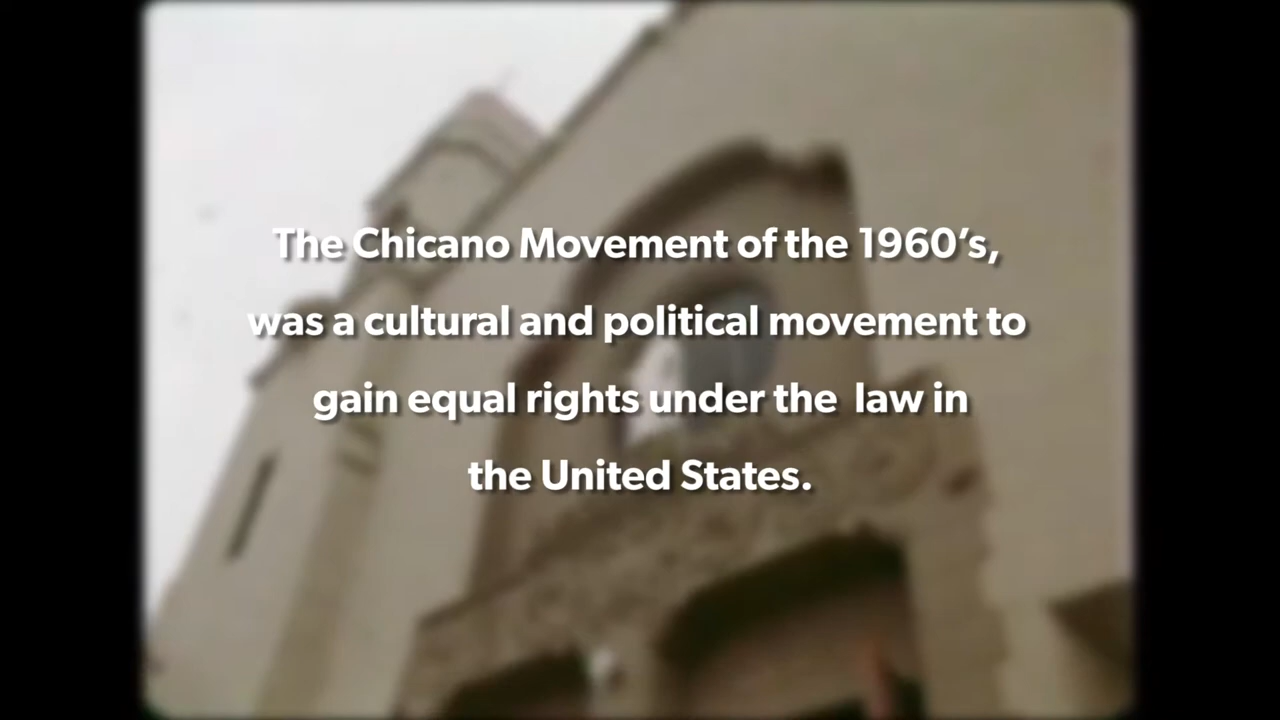 The Chicano Movement of the 1960’s,
was a cultural and political movement to
gain equal rights under the  law in
the United States.